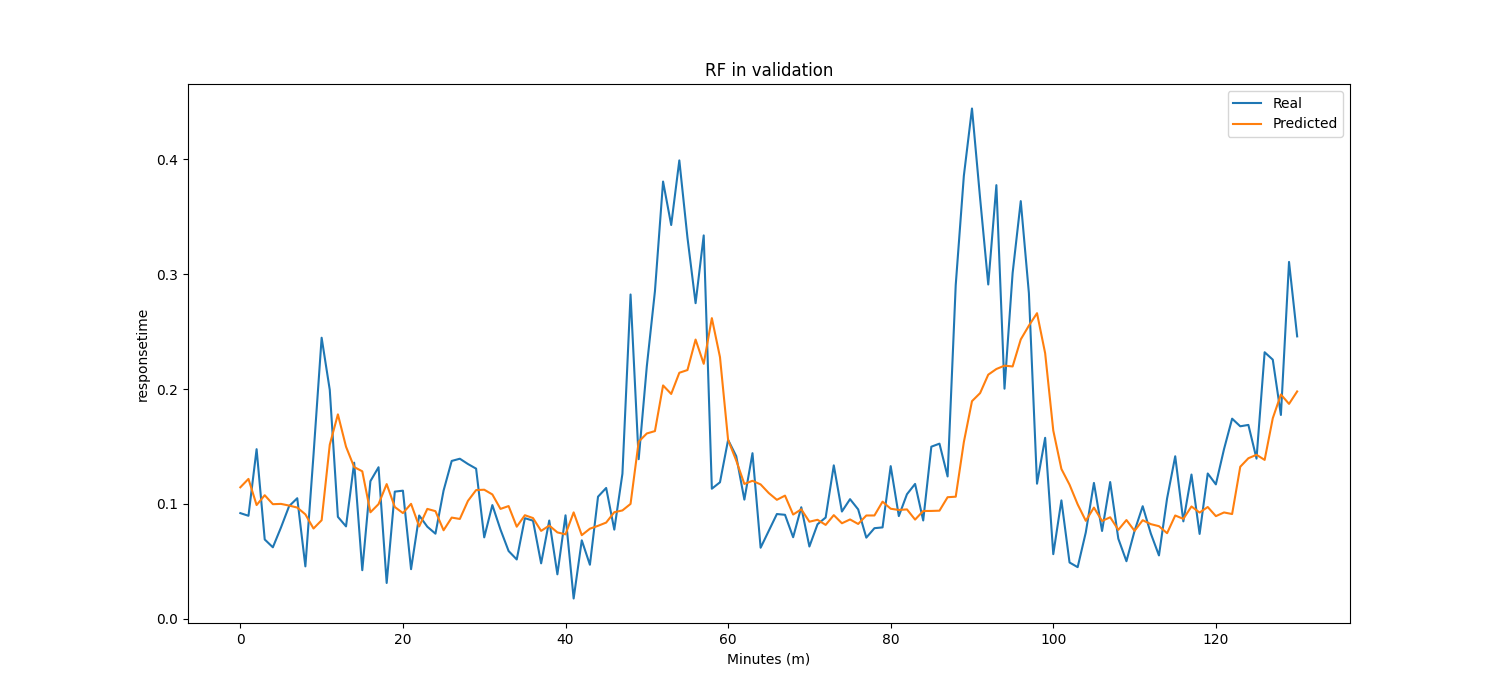 RF in validation
Real
Predicted
responsetime
0.4
0.3
0.2
0.1
0.0
0 20 40 60 80 100 120
Minutes (m)